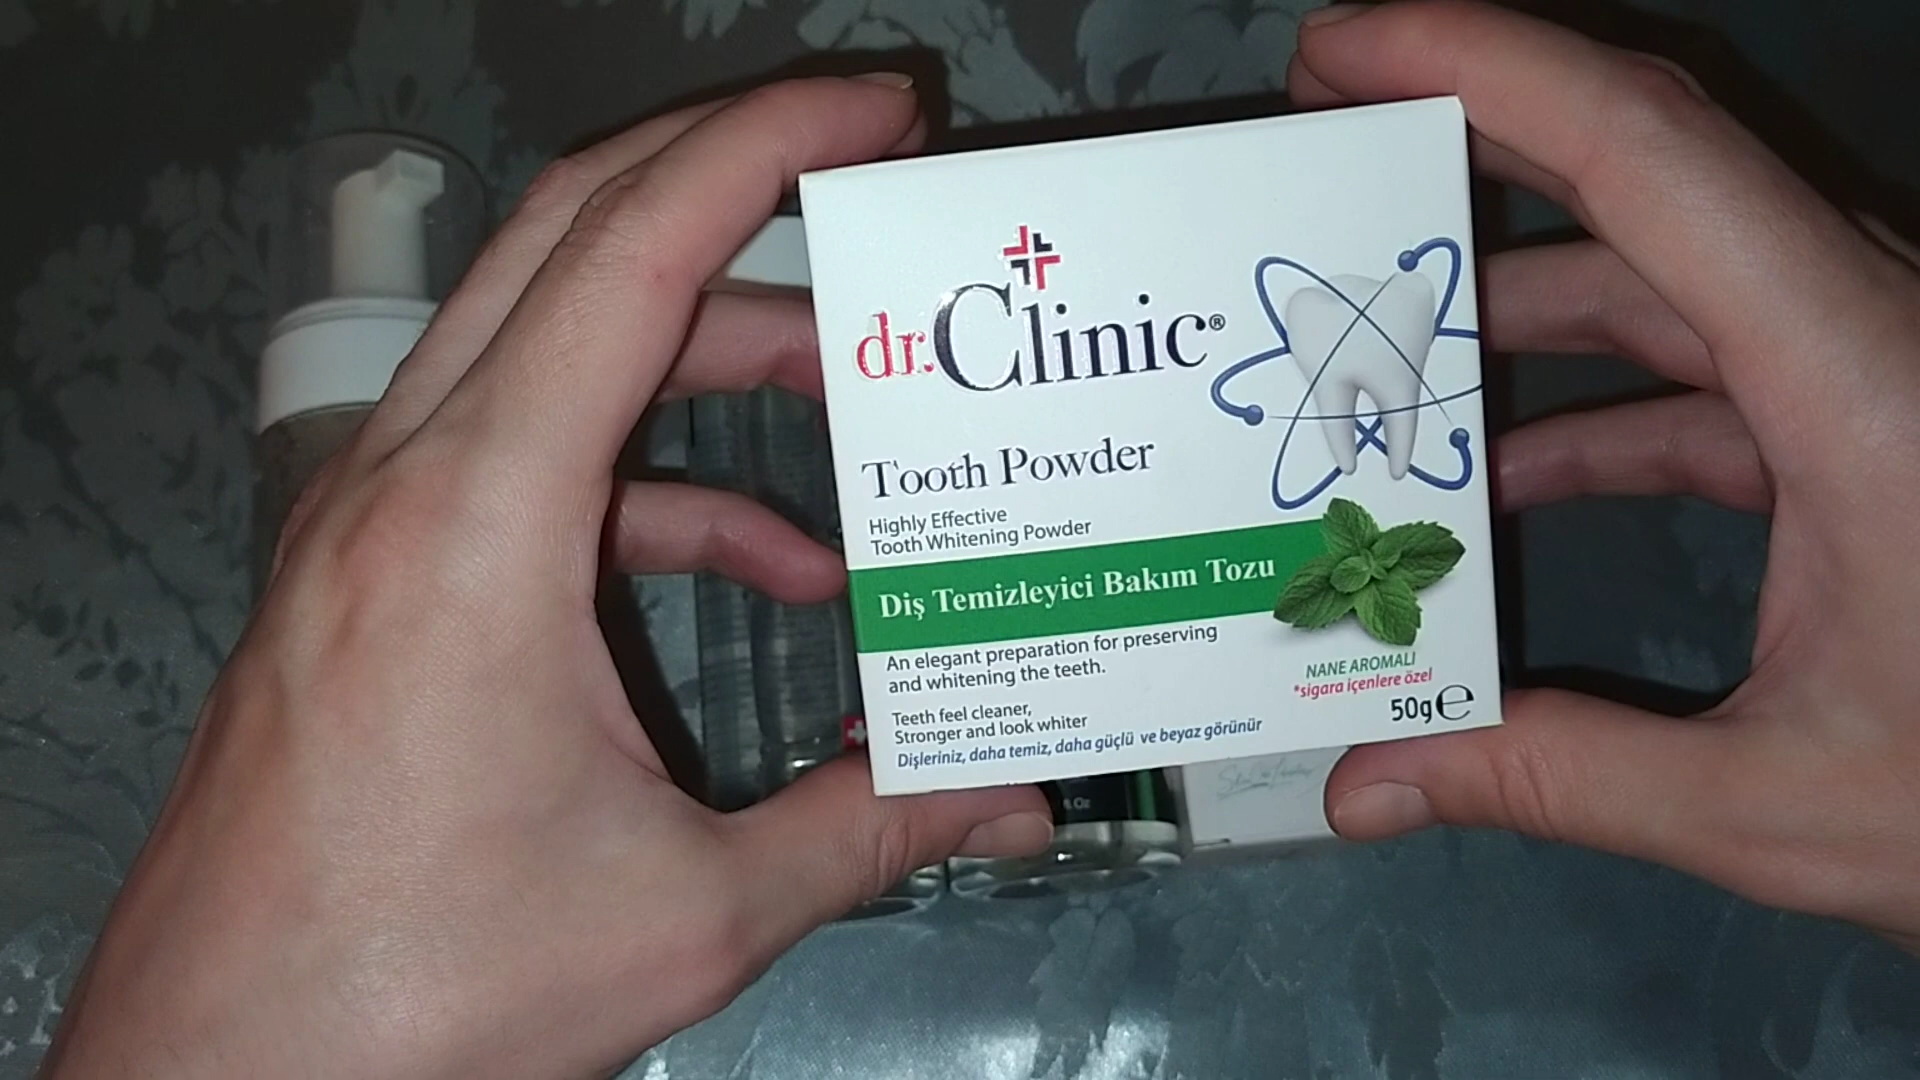 dr.Clinic®
Tooth Powder
Highly Effective
Tooth Whitening Powder
Diş Temizleyici Bakım Tozu
An elegant preparation for preserving
and whitening the teeth.
NANE AROMALI
*sigara içenlere özel
50g ℮
Teeth feel cleaner,
Stronger and look whiter
Dişleriniz, daha temiz, daha güçlü ve beyaz görünür
Oz